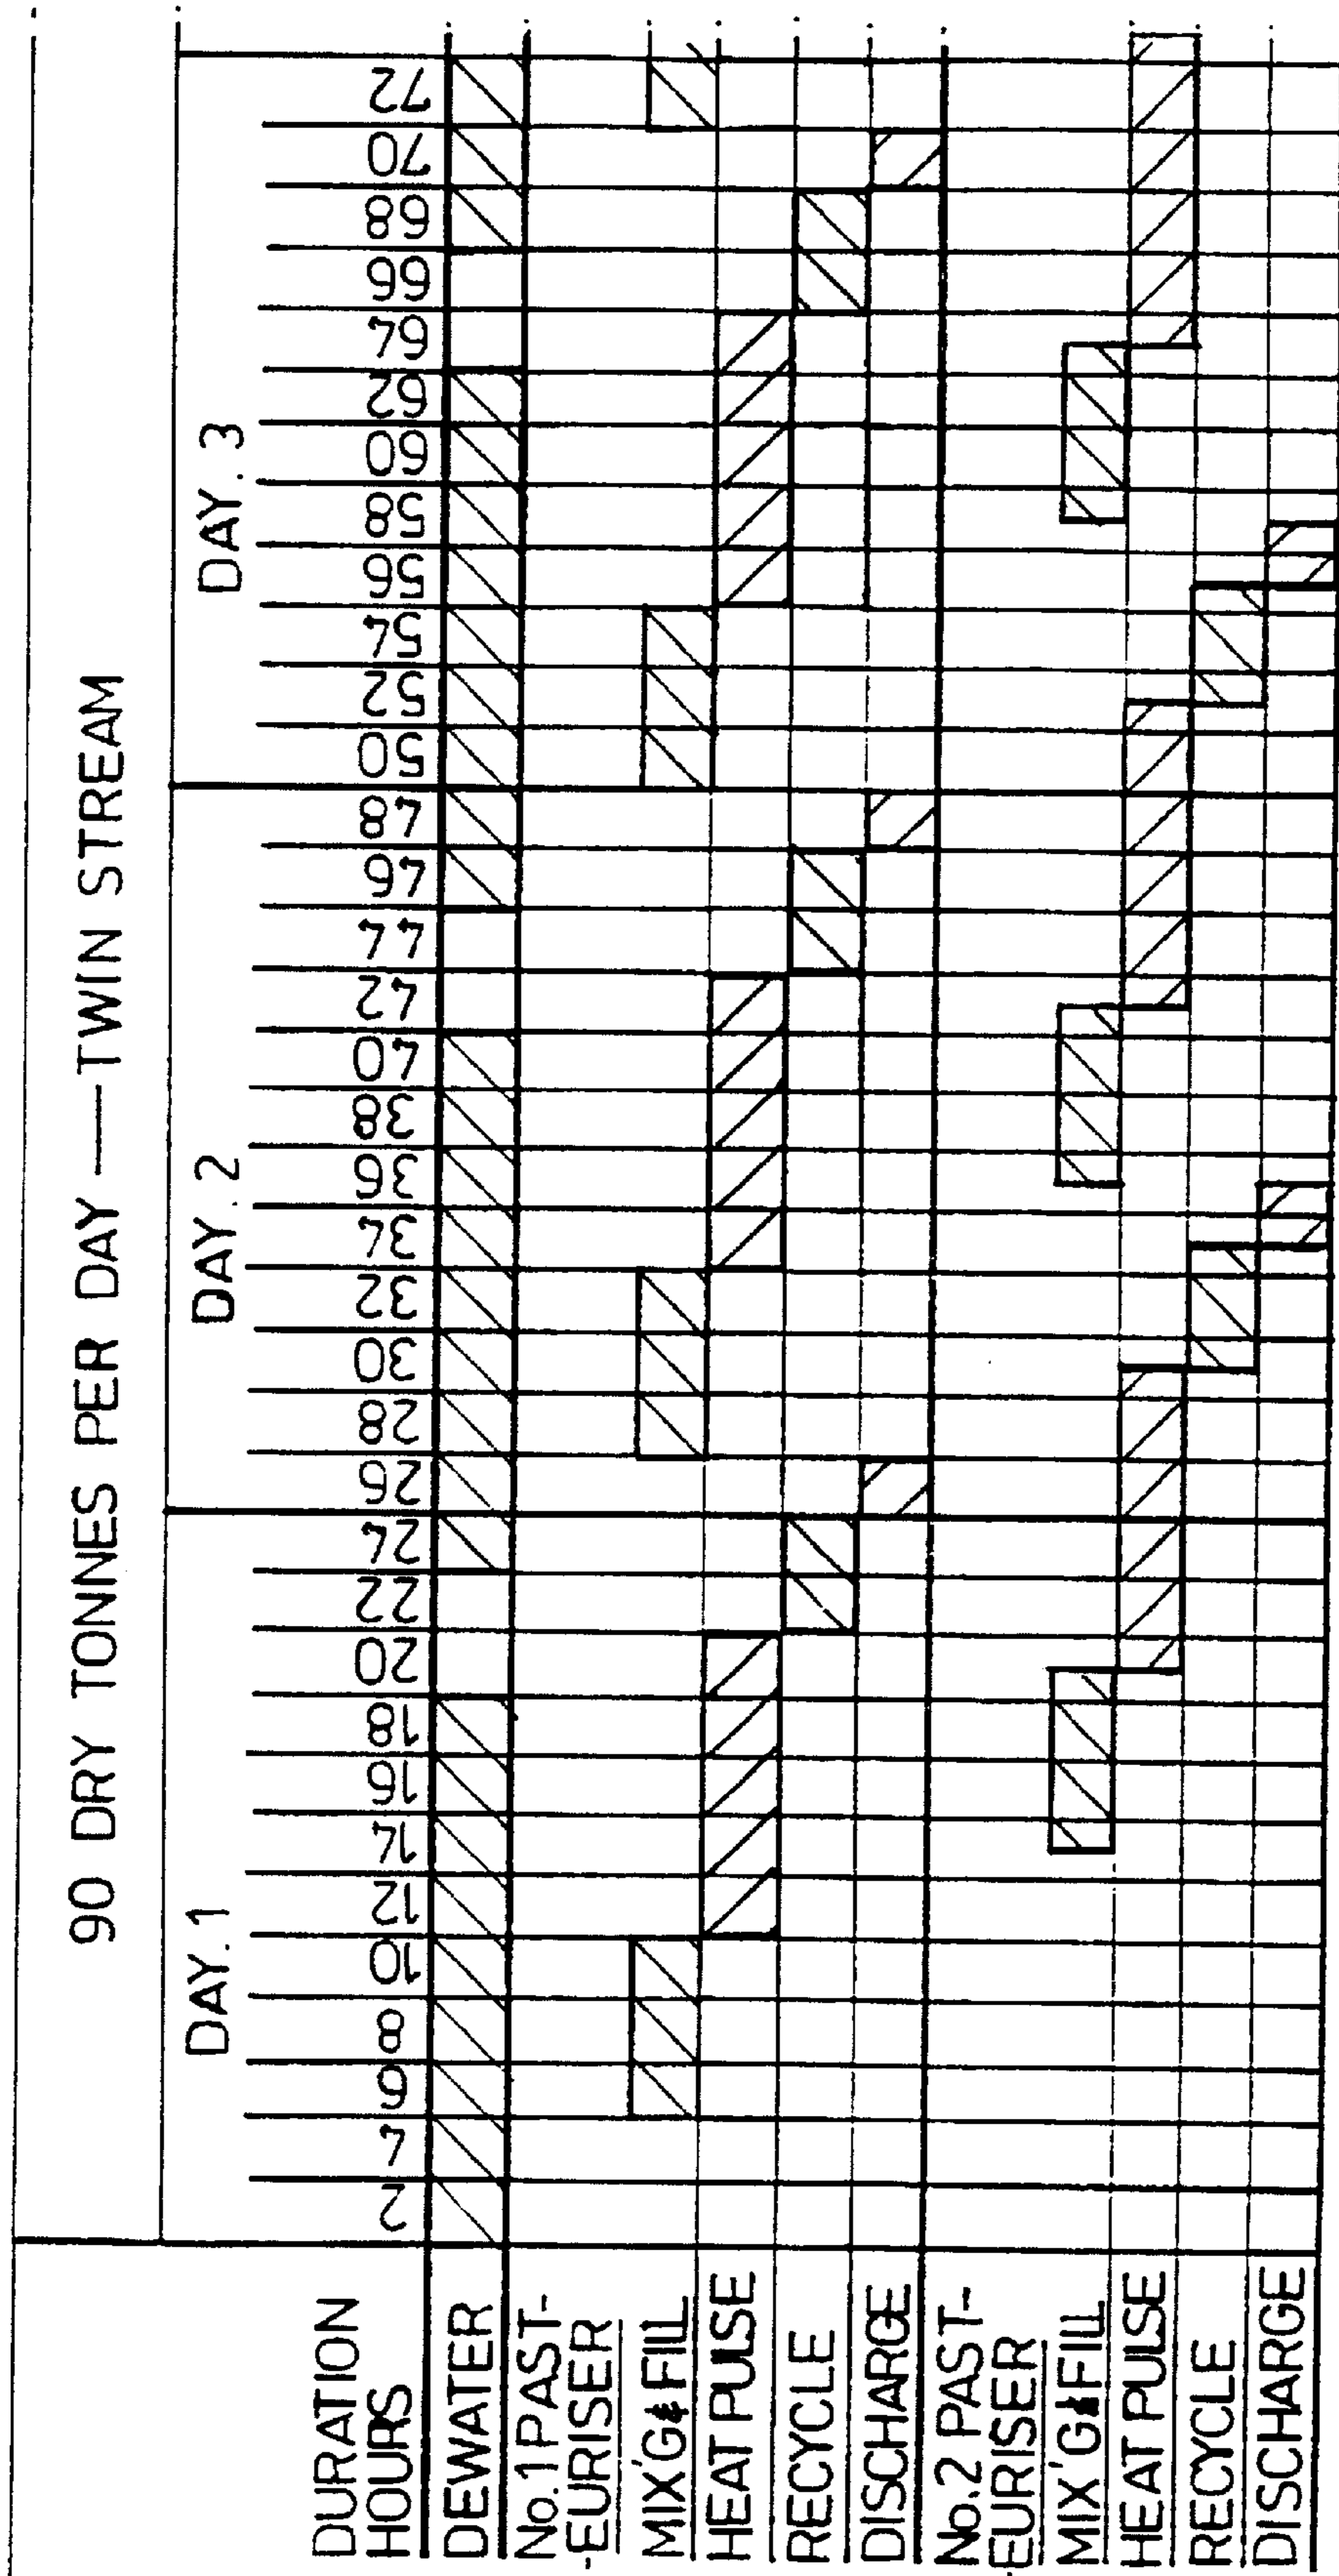 90 DRY TONNES PER DAY — TWIN STREAM
DAY.1 DAY.2 DAY.3
DURATION
HOURS 2 4 6 8 10 12 14 16 18 20 22 24 26 28 30 32 34 36 38 40 42 44 46 48 50 52 54 56 58 60 62 64 66 68 70 72
DEWATER
No.1 PAST-
-EURISER
MIX'G & FILL
HEAT PULSE
RECYCLE
DISCHARGE
No.2 PAST-
-EURISER
MIX'G & FILL
HEAT PULSE
RECYCLE
DISCHARGE